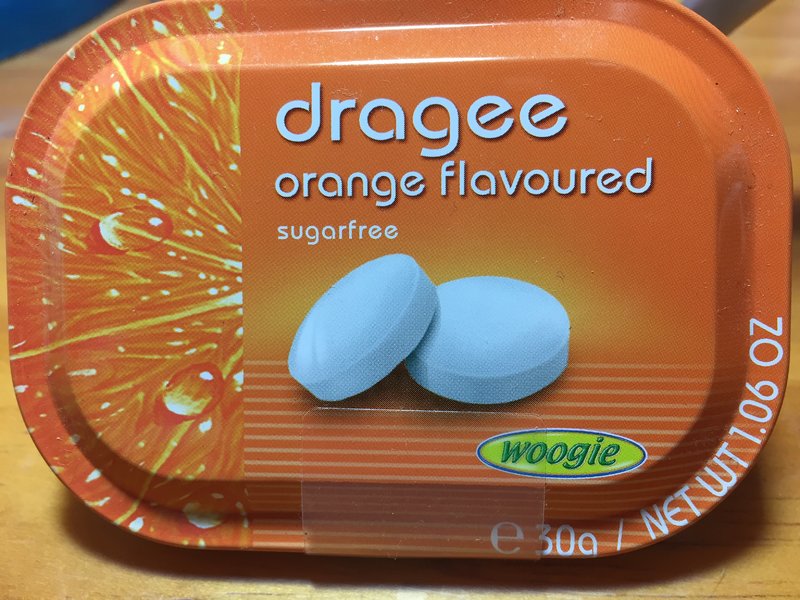 dragee
orange flavoured
sugarfree
woogie
e 30g / NET WT 1.06 OZ